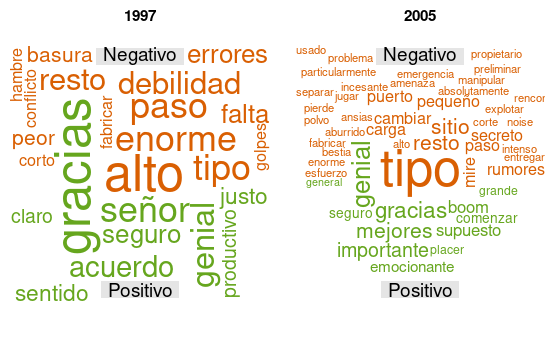 1997
Negativo
basura
errores
hambre
conflicto
resto
debilidad
fabricar
paso
falta
golpes
peor
enorme
corto
gracias
alto
tipo
justo
claro
señor
genial
seguro
productivo
acuerdo
sentido
Positivo
2005
Negativo
usado
problema
propietario
particularmente
emergencia
preliminar
amenaza
manipular
incesante
absolutamente
separar
jugar
puerto
pequeño
rencor
pierde
explotar
polvo
ansias
cambiar
corte
noise
aburrido
carga
sitio
secreto
fabricar
alto
resto
paso
intenso
bestia
enorme
entregar
esfuerzo
genial
tipo
mire
rumores
general
grande
seguro
gracias
boom
comenzar
mejores
supuesto
importante
placer
emocionante
Positivo